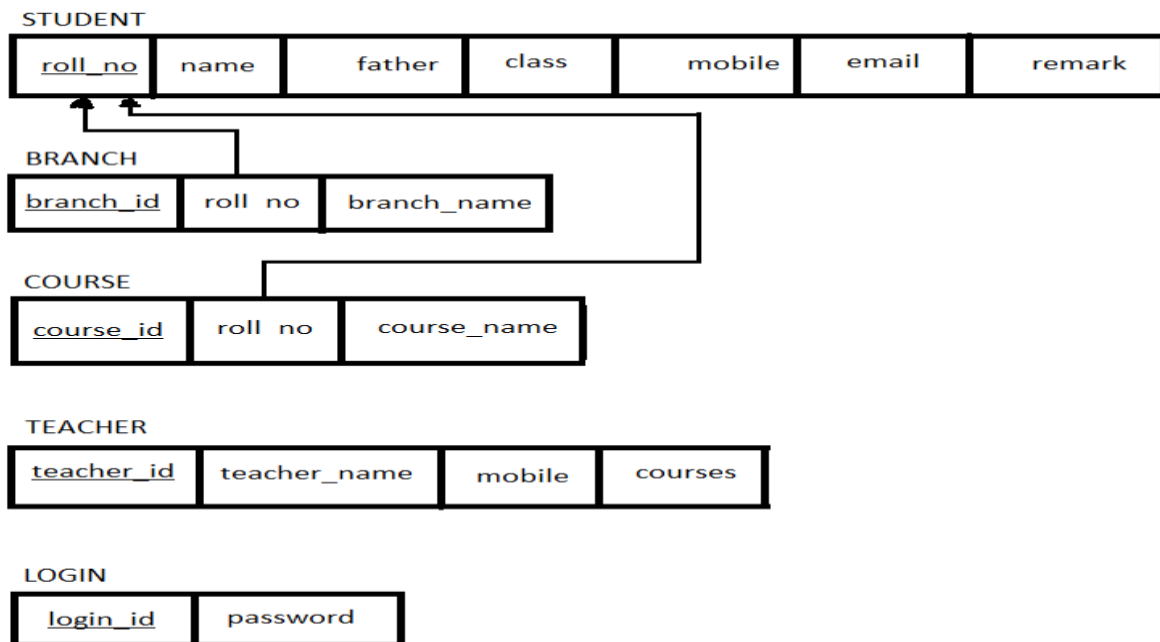 STUDENT
roll_no name father class mobile email remark
BRANCH
branch_id roll no branch_name
COURSE
course_id roll no course_name
TEACHER
teacher_id teacher_name mobile courses
LOGIN
login_id password